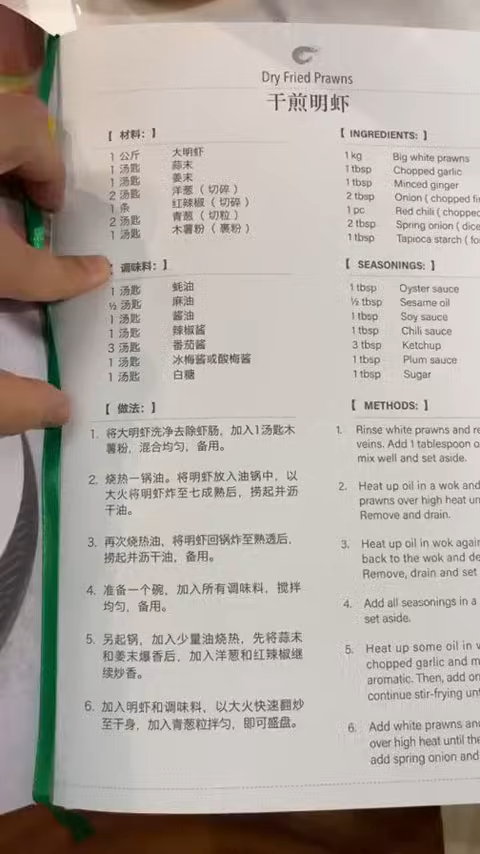 Dry Fried Prawns
干煎明虾
【 材料：】
1 公斤 大明虾
1 汤匙 蒜末
1 汤匙 姜末
2 汤匙 洋葱（切碎）
1 条 红辣椒（切碎）
2 汤匙 青葱（切粒）
1 汤匙 木薯粉（裹粉）
调味料：】
1 汤匙 蚝油
½ 汤匙 麻油
1 汤匙 酱油
1 汤匙 辣椒酱
3 汤匙 番茄酱
1 汤匙 冰梅酱或酸梅酱
1 汤匙 白糖
【 做法：】
1. 将大明虾洗净去除虾肠，加入1汤匙木
薯粉，混合均匀，备用。
2. 烧热一锅油。将明虾放入油锅中，以
大火将明虾炸至七成熟后，捞起并沥
干油。
3. 再次烧热油，将明虾回锅炸至熟透后，
捞起并沥干油，备用。
4. 准备一个碗，加入所有调味料，搅拌
均匀，备用。
5. 另起锅，加入少量油烧热，先将蒜末
和姜末爆香后，加入洋葱和红辣椒继
续炒香。
6. 加入明虾和调味料，以大火快速翻炒
至干身，加入青葱粒拌匀，即可盛盘。
【 INGREDIENTS: 】
1 kg Big white prawns
1 tbsp Chopped garlic
1 tbsp Minced ginger
2 tbsp Onion ( chopped
1 pc Red chili ( chopped
2 tbsp Spring onion ( dice
1 tbsp Tapioca starch (
【 SEASONINGS: 】
1 tbsp Oyster sauce
½ tbsp Sesame oil
1 tbsp Soy sauce
1 tbsp Chili sauce
3 tbsp Ketchup
1 tbsp Plum sauce
1 tbsp Sugar
【 METHODS: 】
1. Rinse white prawns and
veins. Add 1 tablespoon
mix well and set aside.
2. Heat up oil in a wok and
prawns over high heat
Remove and drain.
3. Heat up oil in wok
back to the wok and
Remove, drain and set
4. Add all seasonings in a
set aside.
5. Heat up some oil in
chopped garlic and
aromatic. Then, add
continue stir-frying
6. Add white prawns
over high heat until
add spring onion and